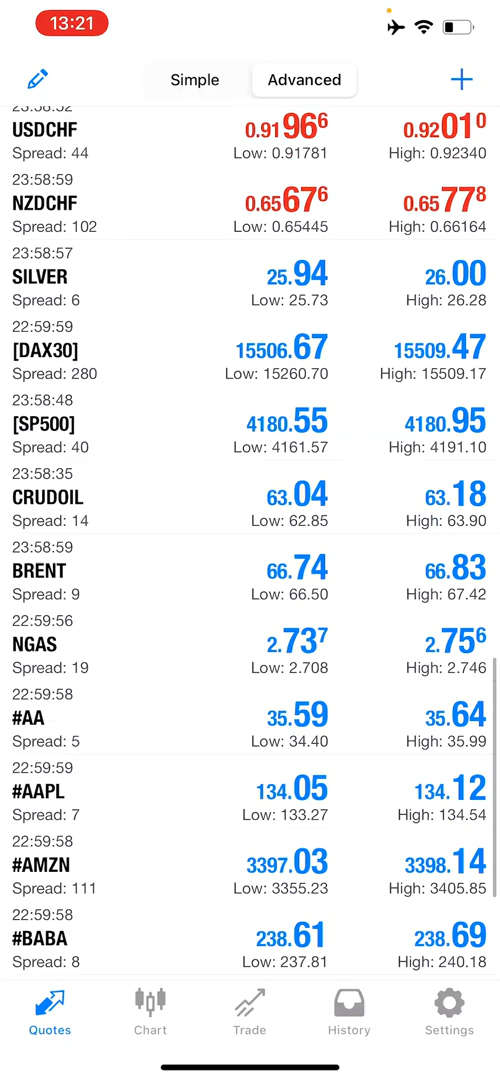 13:21
Simple Advanced
USDCHF 0.91966 0.92010
Spread: 44 Low: 0.91781 High: 0.92340
23:58:59
NZDCHF 0.65676 0.65778
Spread: 102 Low: 0.65445 High: 0.66164
23:58:57
SILVER 25.94 26.00
Spread: 6 Low: 25.73 High: 26.28
22:59:59
[DAX30] 15506.67 15509.47
Spread: 280 Low: 15260.70 High: 15509.17
23:58:48
[SP500] 4180.55 4180.95
Spread: 40 Low: 4161.57 High: 4191.10
23:58:35
CRUDOIL 63.04 63.18
Spread: 14 Low: 62.85 High: 63.90
23:58:59
BRENT 66.74 66.83
Spread: 9 Low: 66.50 High: 67.42
22:59:56
NGAS 2.737 2.756
Spread: 19 Low: 2.708 High: 2.746
22:59:58
#AA 35.59 35.64
Spread: 5 Low: 34.40 High: 35.99
22:59:59
#AAPL 134.05 134.12
Spread: 7 Low: 133.27 High: 134.54
22:59:58
#AMZN 3397.03 3398.14
Spread: 111 Low: 3355.23 High: 3405.85
22:59:58
#BABA 238.61 238.69
Spread: 8 Low: 237.81 High: 240.18
Quotes Chart Trade History Settings